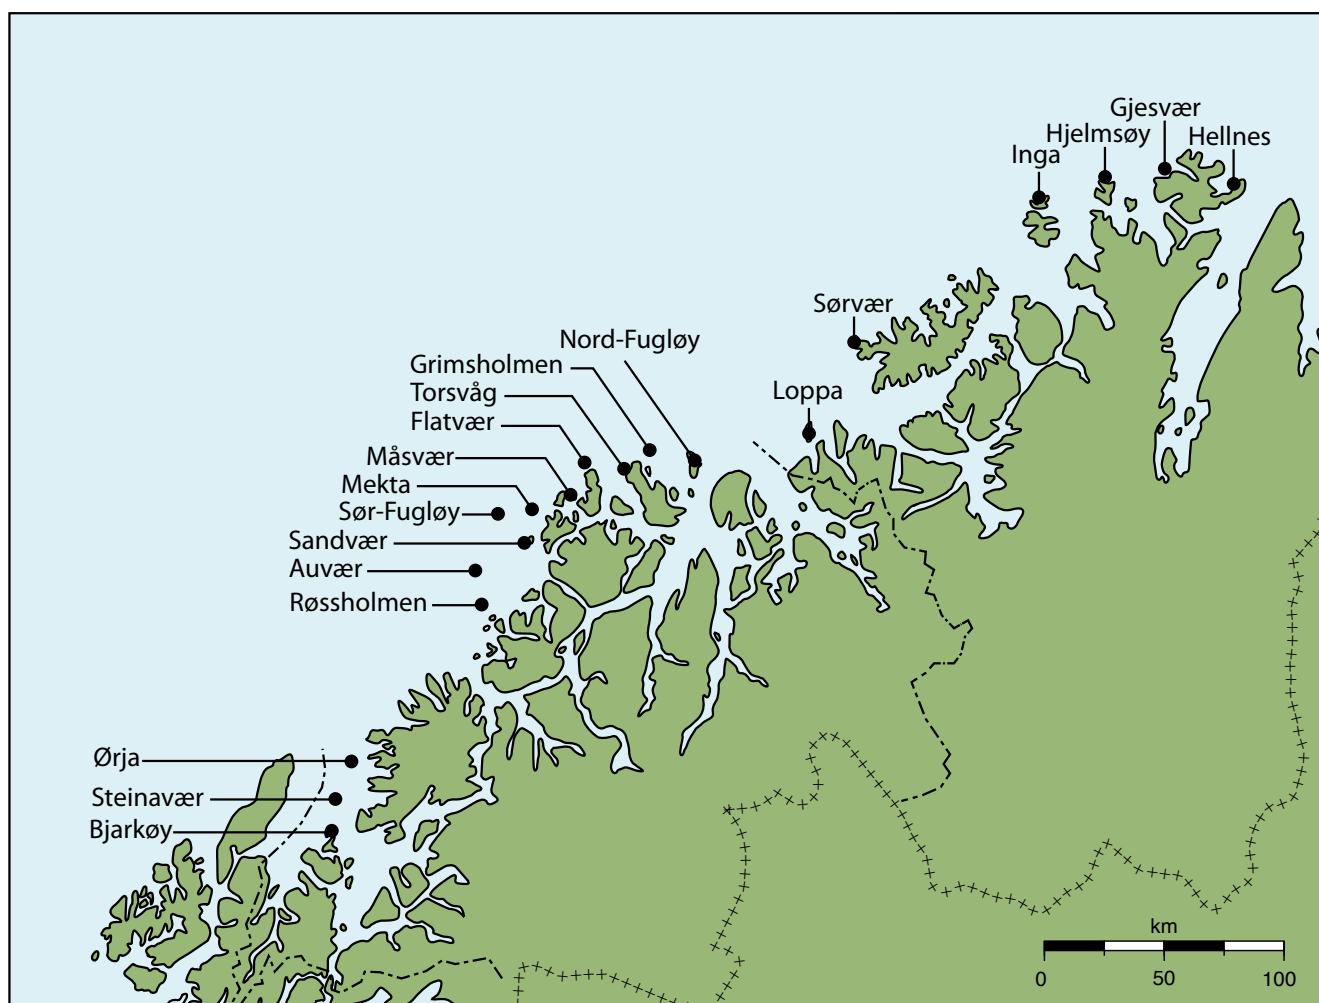 Gjesvær
Hjelmsøy
Hellnes
Inga
Sørvær
Nord-Fugløy
Grimsholmen
Torsvåg
Loppa
Flatvær
Måsvær
Mekta
Sør-Fugløy
Sandvær
Auvær
Røssholmen
Ørja
Steinavær
Bjarkøy
km
0 50 100